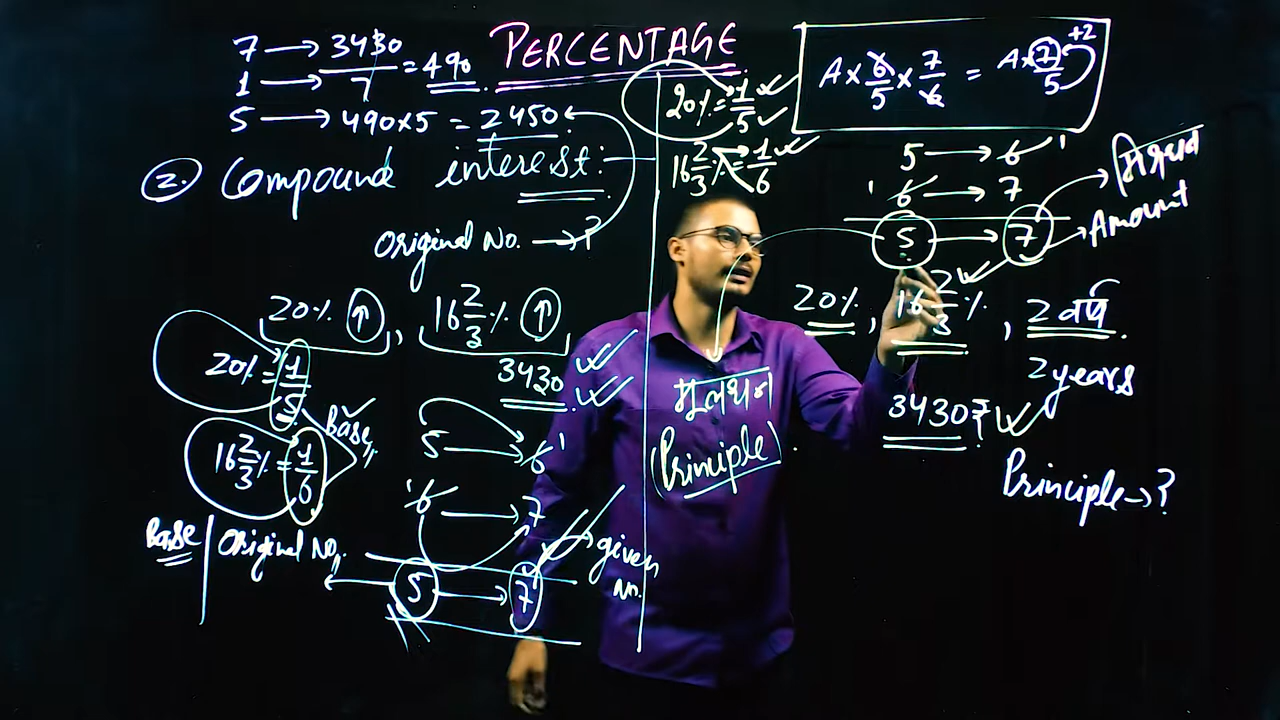 PERCENTAGE
7 → 3430
1 → 3430/7 = 490
5 → 490×5 = 2450
2. Compound interest:
Original No. → ?
20% ↑, 16 2/3 % ↑
20% = 1/5
3430
Base
16 2/3 % = 1/6
5 → 6 1
1 6 → 7
Base | Original No.
5 → 7
given no.
20% = 1/5
16 2/3 % = 1/6
A × 6/5 × 7/6 = A × 7/5 +2
5 → 6 1
1 6 → 7
5 → 7
मिश्रधन
Amount
20%, 16 2/3 %, 2 वर्ष
2 years
3430 ₹
मूलधन
(Principle)
Principle → ?